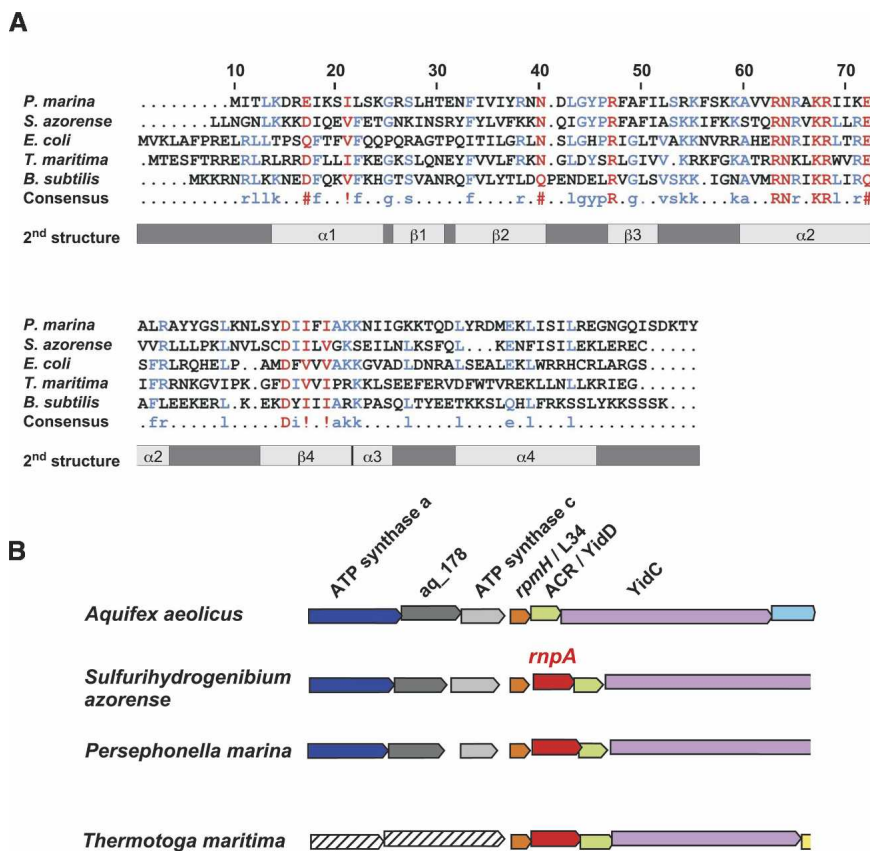 A
10 20 30 40 50 60 70
P. marina .........MITLKDREIKSILSKGRSLHTENFIVIYRNN.DLGYPRFAFILSRKFSKKAVVRNRAKRIIKE
S. azorense .......LLNGNLKKKDIQEVFETGKINSRYFYLVLFKKN.QIGYPRFAFIFSKKIFKKSTQRNRVKRLLRE
E. coli MVKLAFPRELRLLTPSQFTFVFQQPQRAGTPQITILGRLN.SLGHPRIGLTVAKKNVRRAHERNRIKRLTRE
T. maritima .MTESFTRRERLRLRRDFLLIFKEGKSLQNEYFVVLFRKN.GLDYSRLGIVV.KRKFGKATRRNKLKRWVRE
B. subtilis .....MKKRNRLKKNEDFQKVFKHGTSVANRQFVLYTLDQPENDELRVGLSVSKK.IGNAVMRNRIKRLIRQ
Consensus ..........rllk..#f..!f..g.s.....f....r.#..lgypR.g..vskk...ka..RNr.KRl..#
2nd structure α1 β1 β2 β3 α2
P. marina ALRAYYGSLKNLSYDIIFIAKKNIIGKKTQDLYRDMEKLISILREGNGQISDKTY
S. azorense VVRLLLPKLNVLSCDIILVGKSEILNLKSFQL..KENFISILEKLEREC.....
E. coli SFRLRQHELP..AMDFVVVAKKGVADLDNRALSEALEKLWRRHCRLARGS
T. maritima IFRRNKGVIPK.GFDIVVIPRKKLSEEFERVDFWTVREKLLNLLKRIEG......
B. subtilis AFLEEKERL.K.EKDYIIIARKPASQLTYEETKKSLQHLFRKSSLYKKSSSK...
Consensus .fr.....l.....Di!.!akk....l....l....e.l...l............
2nd structure α2 β4 α3 α4
B
ATP synthase a aq_178 ATP synthase c rpmH / L34 ACR / YidD YidC
Aquifex aeolicus
rnpA
Sulfurihydrogenibium
azorense
Persephonella marina
Thermotoga maritima